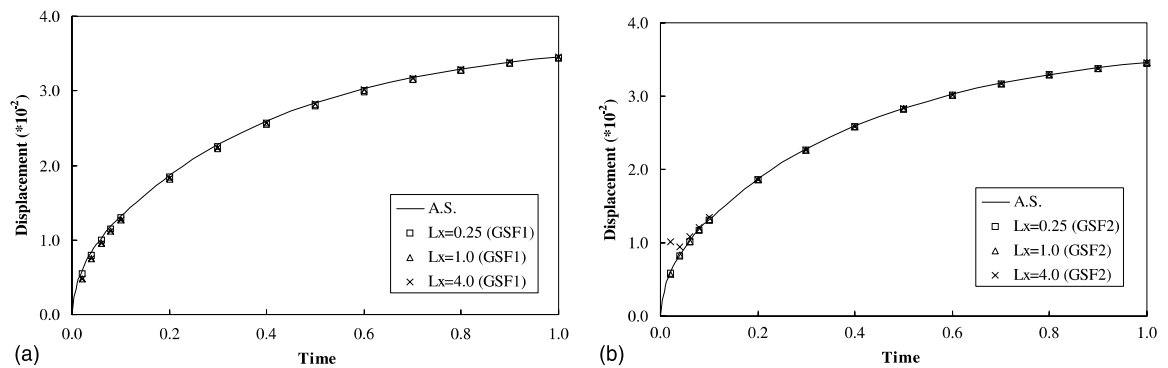 4.0
3.0
2.0
1.0
0.0
Displacement (*10⁻²)
0.0 0.2 0.4 0.6 0.8 1.0
Time
A.S.
Lx=0.25 (GSF1)
Lx=1.0 (GSF1)
Lx=4.0 (GSF1)
(a)
4.0
3.0
2.0
1.0
0.0
Displacement (*10⁻²)
0.0 0.2 0.4 0.6 0.8 1.0
Time
A.S.
Lx=0.25 (GSF2)
Lx=1.0 (GSF2)
Lx=4.0 (GSF2)
(b)